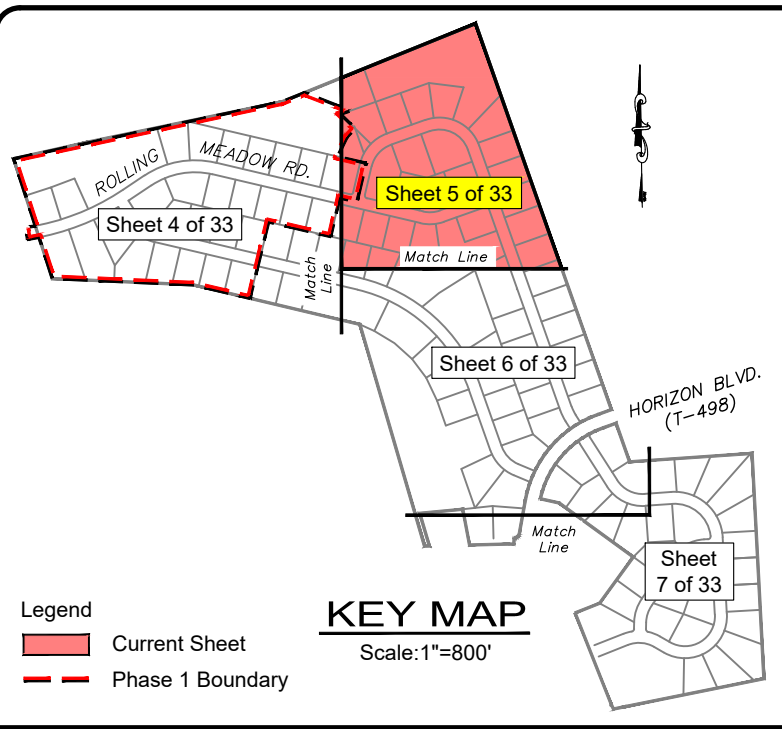 ROLLING
MEADOW RD.
Sheet 5 of 33
Sheet 4 of 33
Match Line
Match
Line
Sheet 6 of 33
HORIZON BLVD.
(T-498)
Match
Line
Sheet
7 of 33
Legend
Current Sheet
Phase 1 Boundary
KEY MAP
Scale:1"=800'